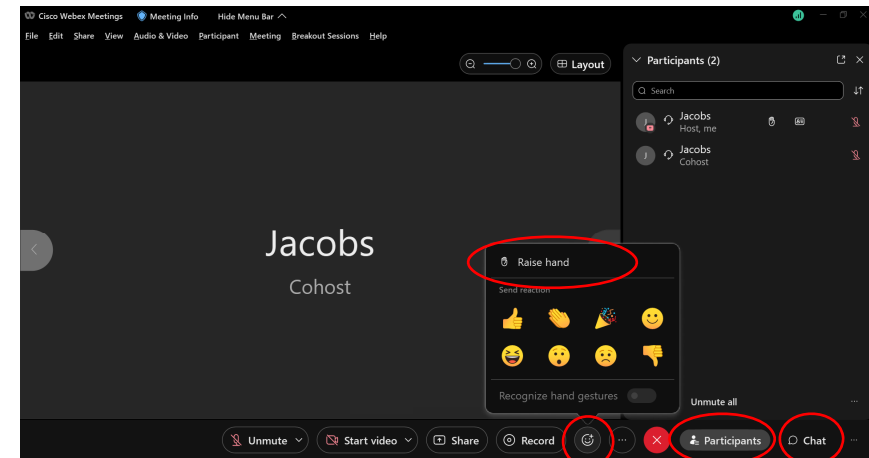 Cisco Webex Meetings Meeting Info Hide Menu Bar
File Edit Share View Audio & Video Participant Meeting Breakout Sessions Help
Layout
Participants (2)
Search
J Jacobs
Host, me
J Jacobs
Cohost
Jacobs
Cohost
Raise hand
Send reaction
Recognize hand gestures
Unmute all
Unmute Start video Share Record Participants Chat